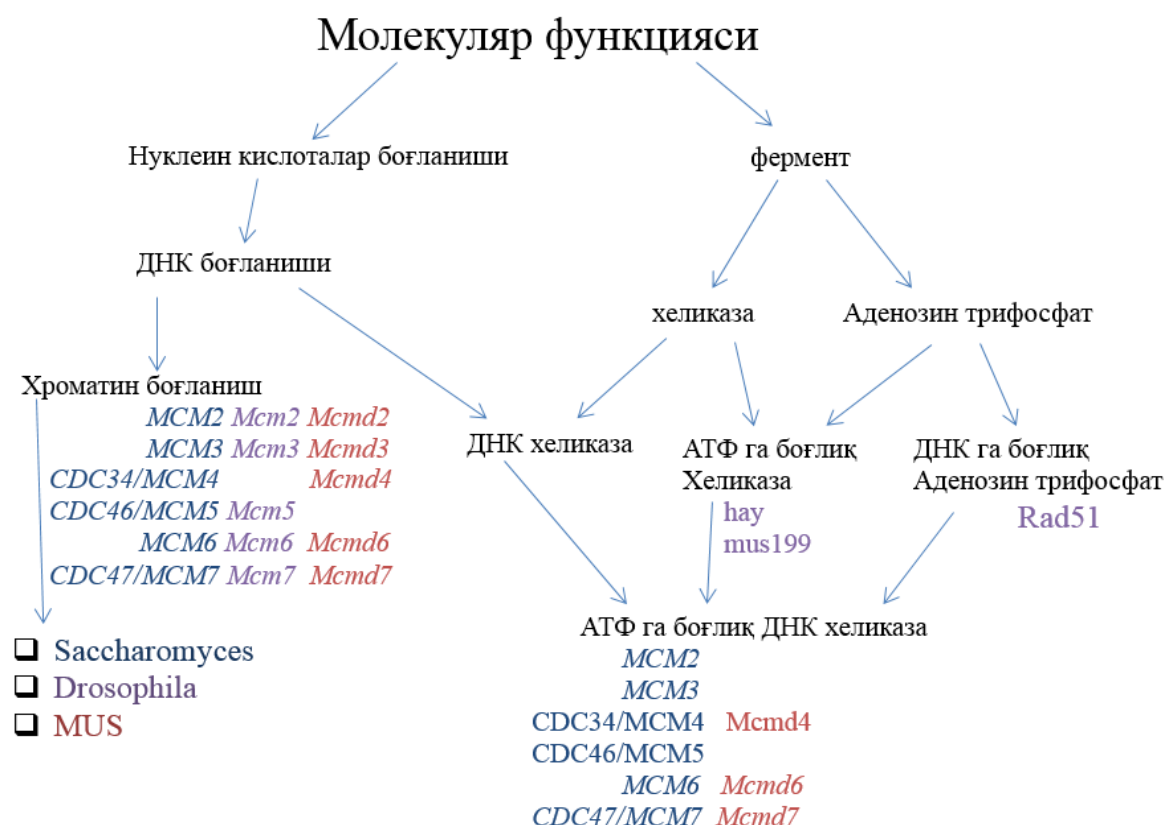 Молекуляр функцияси
Нуклеин кислоталар боғланиши
фермент
ДНК боғланиши
хеликаза
Аденозин трифосфат
Хроматин боғланиш
MCM2 Mcm2 Mcmd2
MCM3 Mcm3 Mcmd3
CDC34/MCM4 Mcmd4
CDC46/MCM5 Mcm5
MCM6 Mcm6 Mcmd6
CDC47/MCM7 Mcm7 Mcmd7
ДНК хеликаза
АТФ га боғлиқ
Хеликаза
hay
mus199
ДНК га боғлиқ
Аденозин трифосфат
Rad51
Saccharomyces
Drosophila
MUS
АТФ га боғлиқ ДНК хеликаза
MCM2
MCM3
CDC34/MCM4 Mcmd4
CDC46/MCM5
MCM6 Mcmd6
CDC47/MCM7 Mcmd7